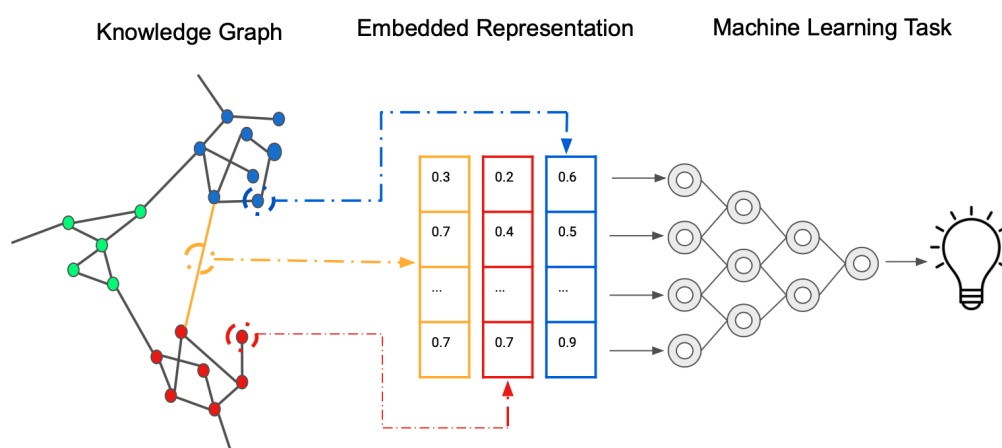 Knowledge Graph Embedded Representation Machine Learning Task
0.3 0.2 0.6
0.7 0.4 0.5
... ... ...
0.7 0.7 0.9